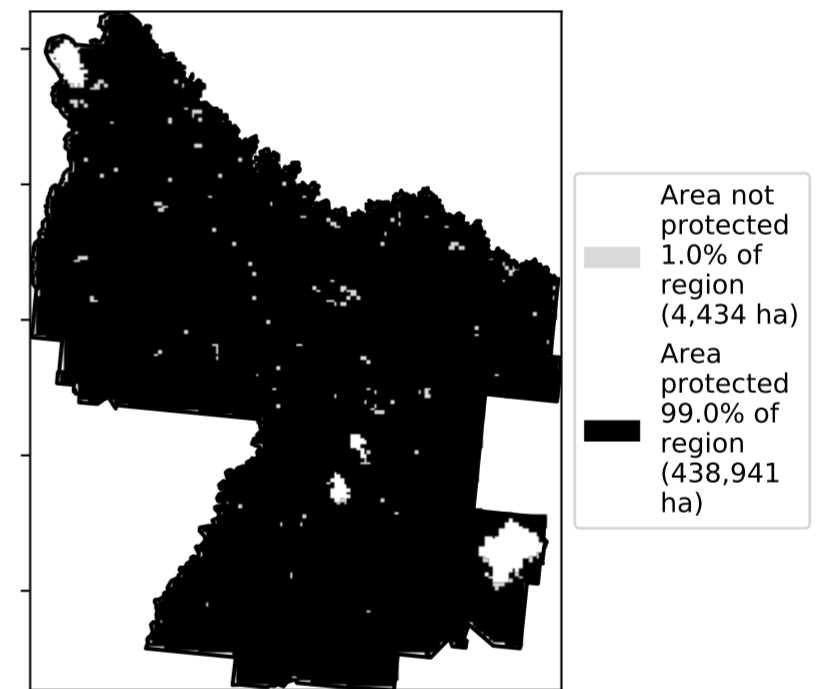 Area not
protected
1.0% of
region
(4,434 ha)
Area
protected
99.0% of
region
(438,941
ha)